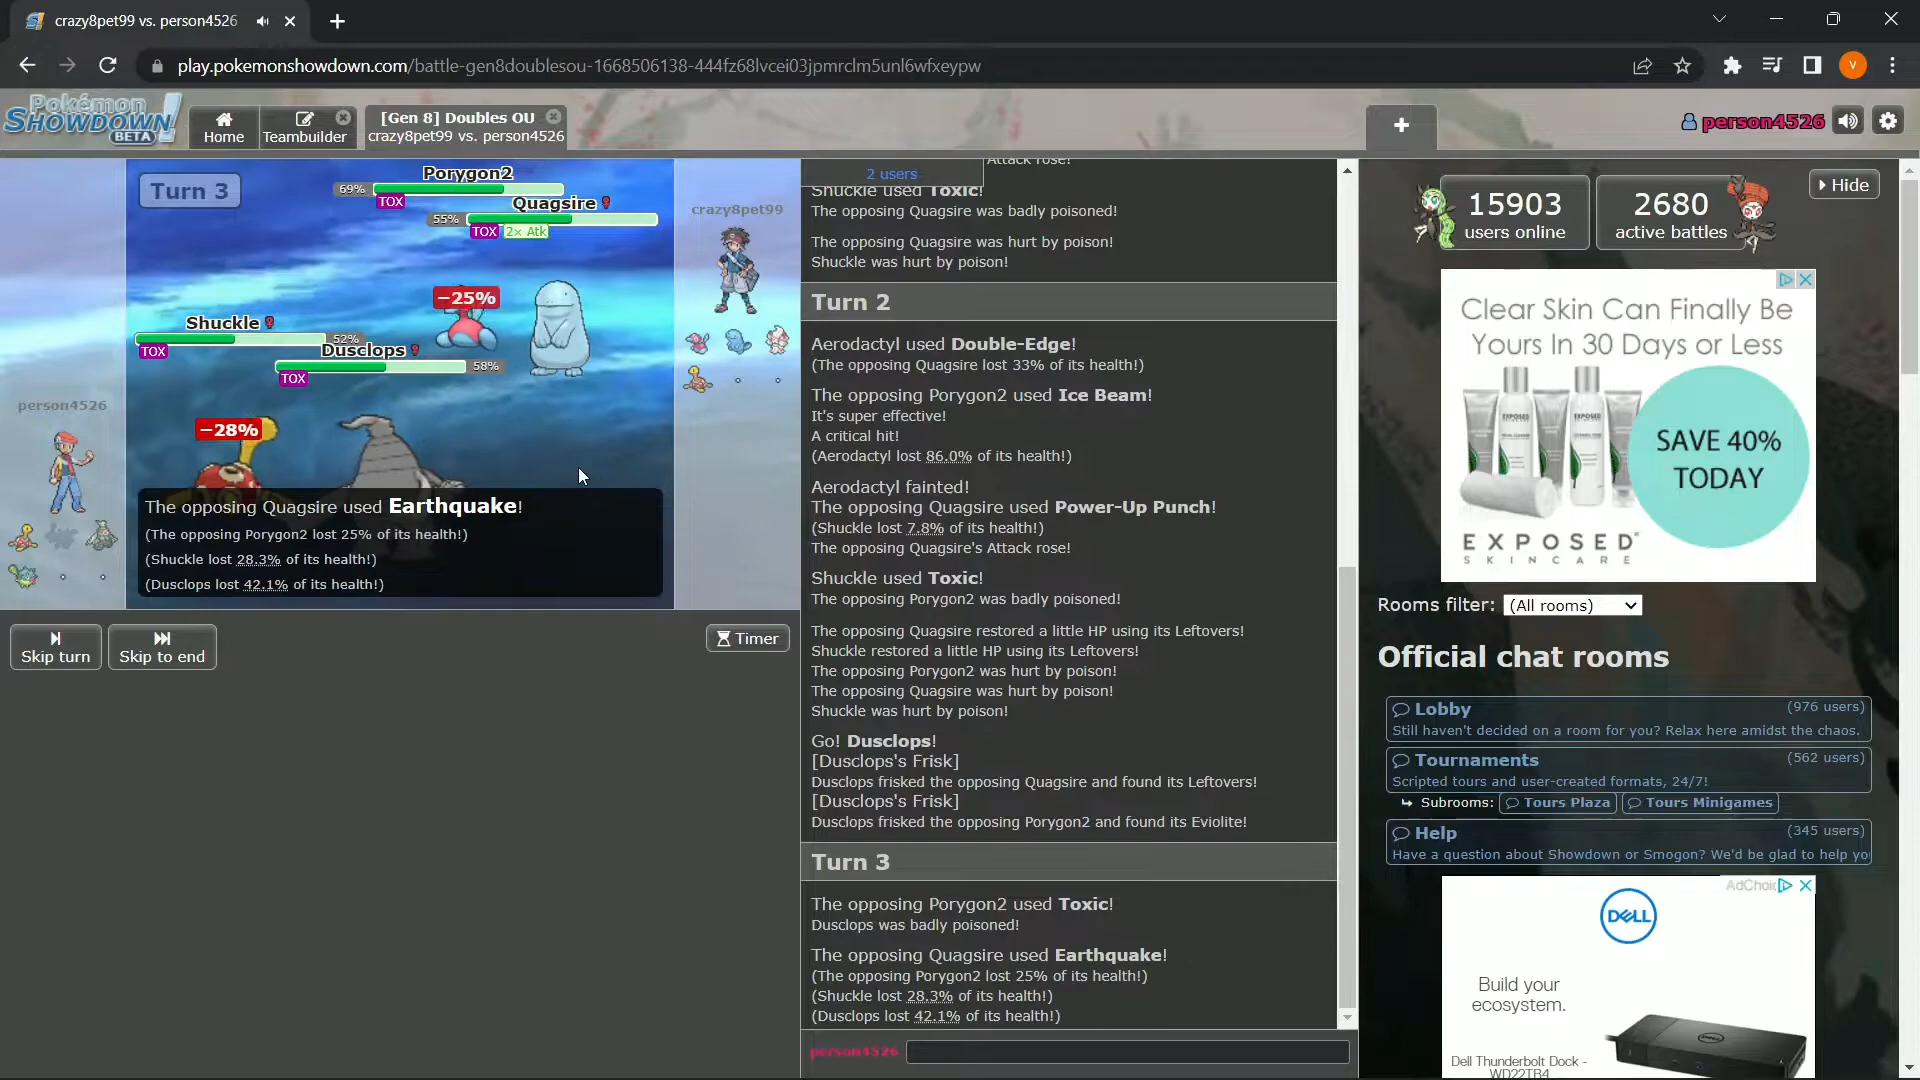 crazy8pet99 vs. person4526
play.pokemonshowdown.com/battle-gen8doublesou-1668506138-444fz68lvcei03jpmrclm5unl6wfxeypw
V
Pokémon
SHOWDOWN!
BETA
Home
Teambuilder
[Gen 8] Doubles OU
crazy8pet99 vs. person4526
person4526
Turn 3
Porygon2
69%
TOX
Quagsire
55%
TOX 2× Atk
−25%
Shuckle
52%
TOX
Dusclops
58%
TOX
−28%
crazy8pet99
person4526
The opposing Quagsire used Earthquake!
(The opposing Porygon2 lost 25% of its health!)
(Shuckle lost 28.3% of its health!)
(Dusclops lost 42.1% of its health!)
Skip turn
Skip to end
Timer
2 users
Attack rose!
Shuckle used Toxic!
The opposing Quagsire was badly poisoned!
The opposing Quagsire was hurt by poison!
Shuckle was hurt by poison!
Turn 2
Aerodactyl used Double-Edge!
(The opposing Quagsire lost 33% of its health!)
The opposing Porygon2 used Ice Beam!
It's super effective!
A critical hit!
(Aerodactyl lost 86.0% of its health!)
Aerodactyl fainted!
The opposing Quagsire used Power-Up Punch!
(Shuckle lost 7.8% of its health!)
The opposing Quagsire's Attack rose!
Shuckle used Toxic!
The opposing Porygon2 was badly poisoned!
The opposing Quagsire restored a little HP using its Leftovers!
Shuckle restored a little HP using its Leftovers!
The opposing Porygon2 was hurt by poison!
The opposing Quagsire was hurt by poison!
Shuckle was hurt by poison!
Go! Dusclops!
[Dusclops's Frisk]
Dusclops frisked the opposing Quagsire and found its Leftovers!
[Dusclops's Frisk]
Dusclops frisked the opposing Porygon2 and found its Eviolite!
Turn 3
The opposing Porygon2 used Toxic!
Dusclops was badly poisoned!
The opposing Quagsire used Earthquake!
(The opposing Porygon2 lost 25% of its health!)
(Shuckle lost 28.3% of its health!)
(Dusclops lost 42.1% of its health!)
person4526
15903
users online
2680
active battles
Hide
Clear Skin Can Finally Be
Yours In 30 Days or Less
SAVE 40%
TODAY
EXPOSED
SKINCARE
Rooms filter: (All rooms)
Official chat rooms
Lobby (976 users)
Still haven't decided on a room for you? Relax here amidst the chaos.
Tournaments (562 users)
Scripted tours and user-created formats, 24/7!
Subrooms: Tours Plaza Tours Minigames
Help (345 users)
Have a question about Showdown or Smogon? We'd be glad to help yo
AdChoic
DELL
Build your
ecosystem.
Dell Thunderbolt Dock -
WD22TB4